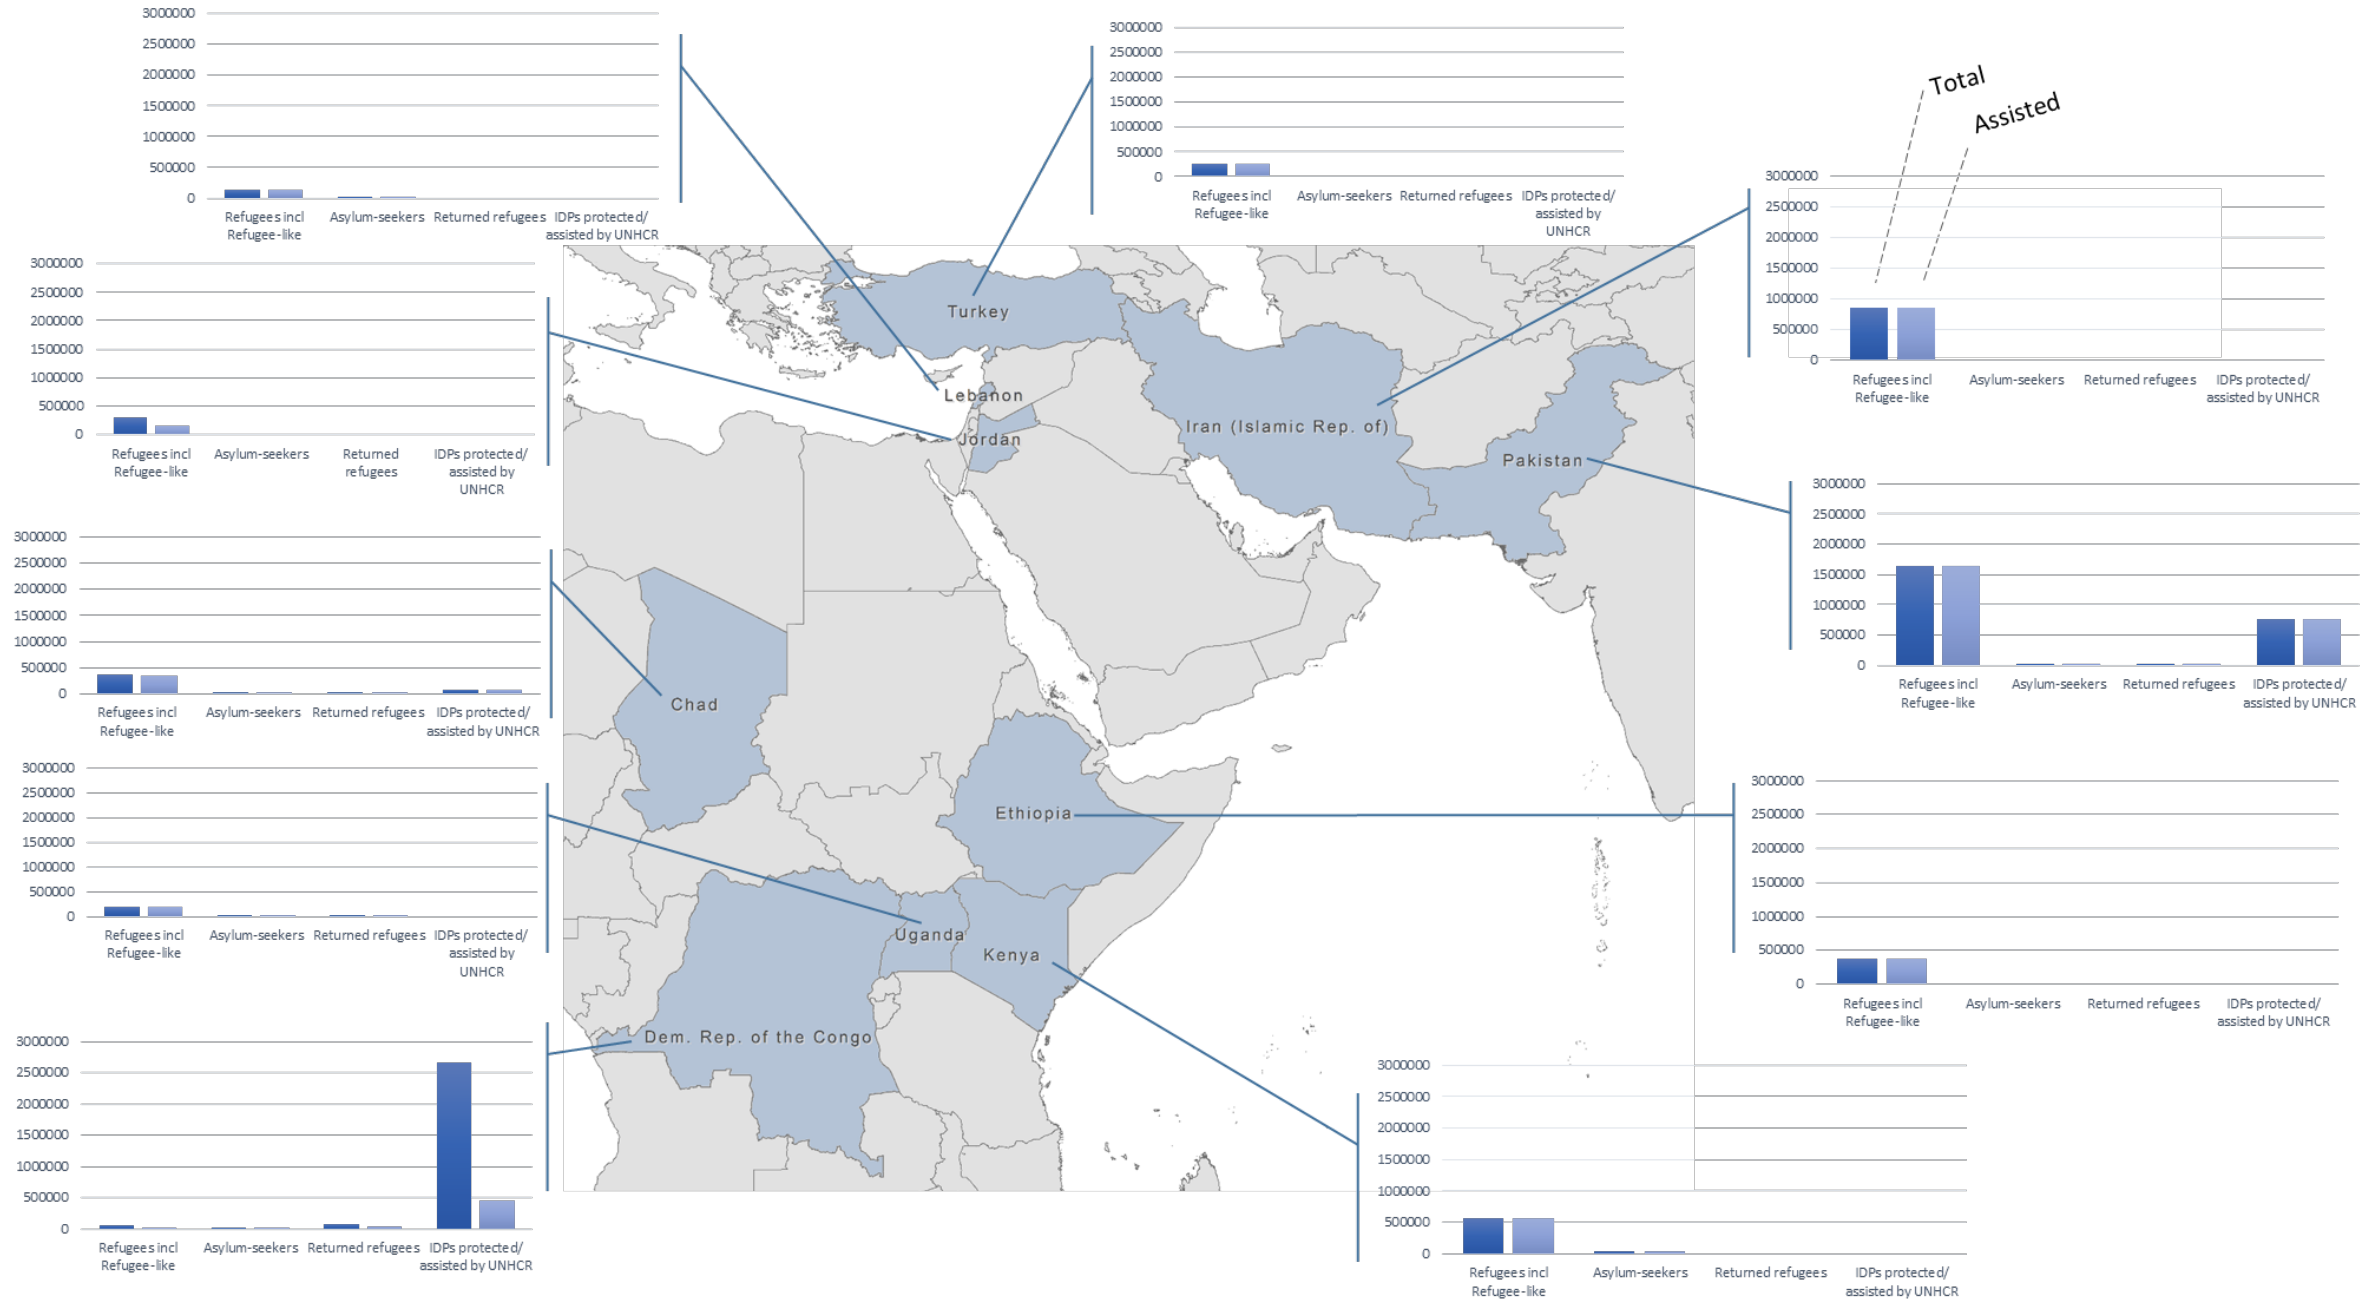 3000000
2500000
2000000
1500000
1000000
500000
0
Refugees incl
Refugee-like
Asylum-seekers
Returned refugees
IDPs protected/
assisted by UNHCR
3000000
2500000
2000000
1500000
1000000
500000
0
Refugees incl
Refugee-like
Asylum-seekers
Returned refugees
IDPs protected/
assisted by
UNHCR
Total
Assisted
3000000
2500000
2000000
1500000
1000000
500000
0
Refugees incl
Refugee-like
Asylum-seekers
Returned refugees
IDPs protected/
assisted by UNHCR
3000000
2500000
2000000
1500000
1000000
500000
0
Refugees incl
Refugee-like
Asylum-seekers
Returned
refugees
IDPs protected/
assisted by
UNHCR
Turkey
Lebanon
Jordan
Iran (Islamic Rep. of)
Pakistan
3000000
2500000
2000000
1500000
1000000
500000
0
Refugees incl
Refugee-like
Asylum-seekers
Returned refugees
IDPs protected/
assisted by UNHCR
3000000
2500000
2000000
1500000
1000000
500000
0
Refugees incl
Refugee-like
Asylum-seekers
Returned refugees
IDPs protected/
assisted by UNHCR
Chad
Ethiopia
3000000
2500000
2000000
1500000
1000000
500000
0
Refugees incl
Refugee-like
Asylum-seekers
Returned refugees
IDPs protected/
assisted by
UNHCR
3000000
2500000
2000000
1500000
1000000
500000
0
Refugees incl
Refugee-like
Asylum-seekers
Returned refugees
IDPs protected/
assisted by UNHCR
Uganda
Kenya
Dem. Rep. of the Congo
3000000
2500000
2000000
1500000
1000000
500000
0
Refugees incl
Refugee-like
Asylum-seekers
Returned refugees
IDPs protected/
assisted by UNHCR
3000000
2500000
2000000
1500000
1000000
500000
0
Refugees incl
Refugee-like
Asylum-seekers
Returned refugees
IDPs protected/
assisted by UNHCR